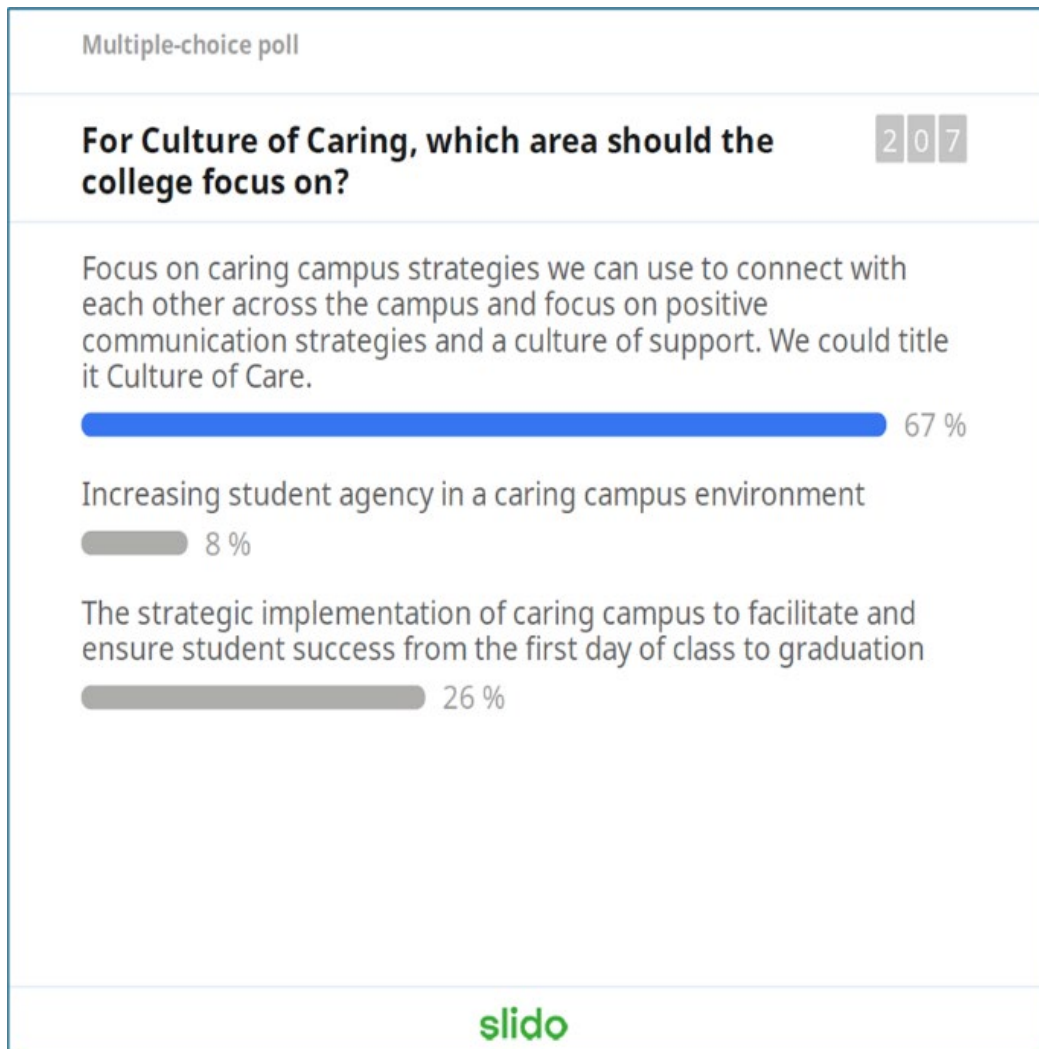 Multiple-choice poll
For Culture of Caring, which area should the
college focus on?
207
Focus on caring campus strategies we can use to connect with
each other across the campus and focus on positive
communication strategies and a culture of support. We could title
it Culture of Care.
67 %
Increasing student agency in a caring campus environment
8 %
The strategic implementation of caring campus to facilitate and
ensure student success from the first day of class to graduation
26 %
slido